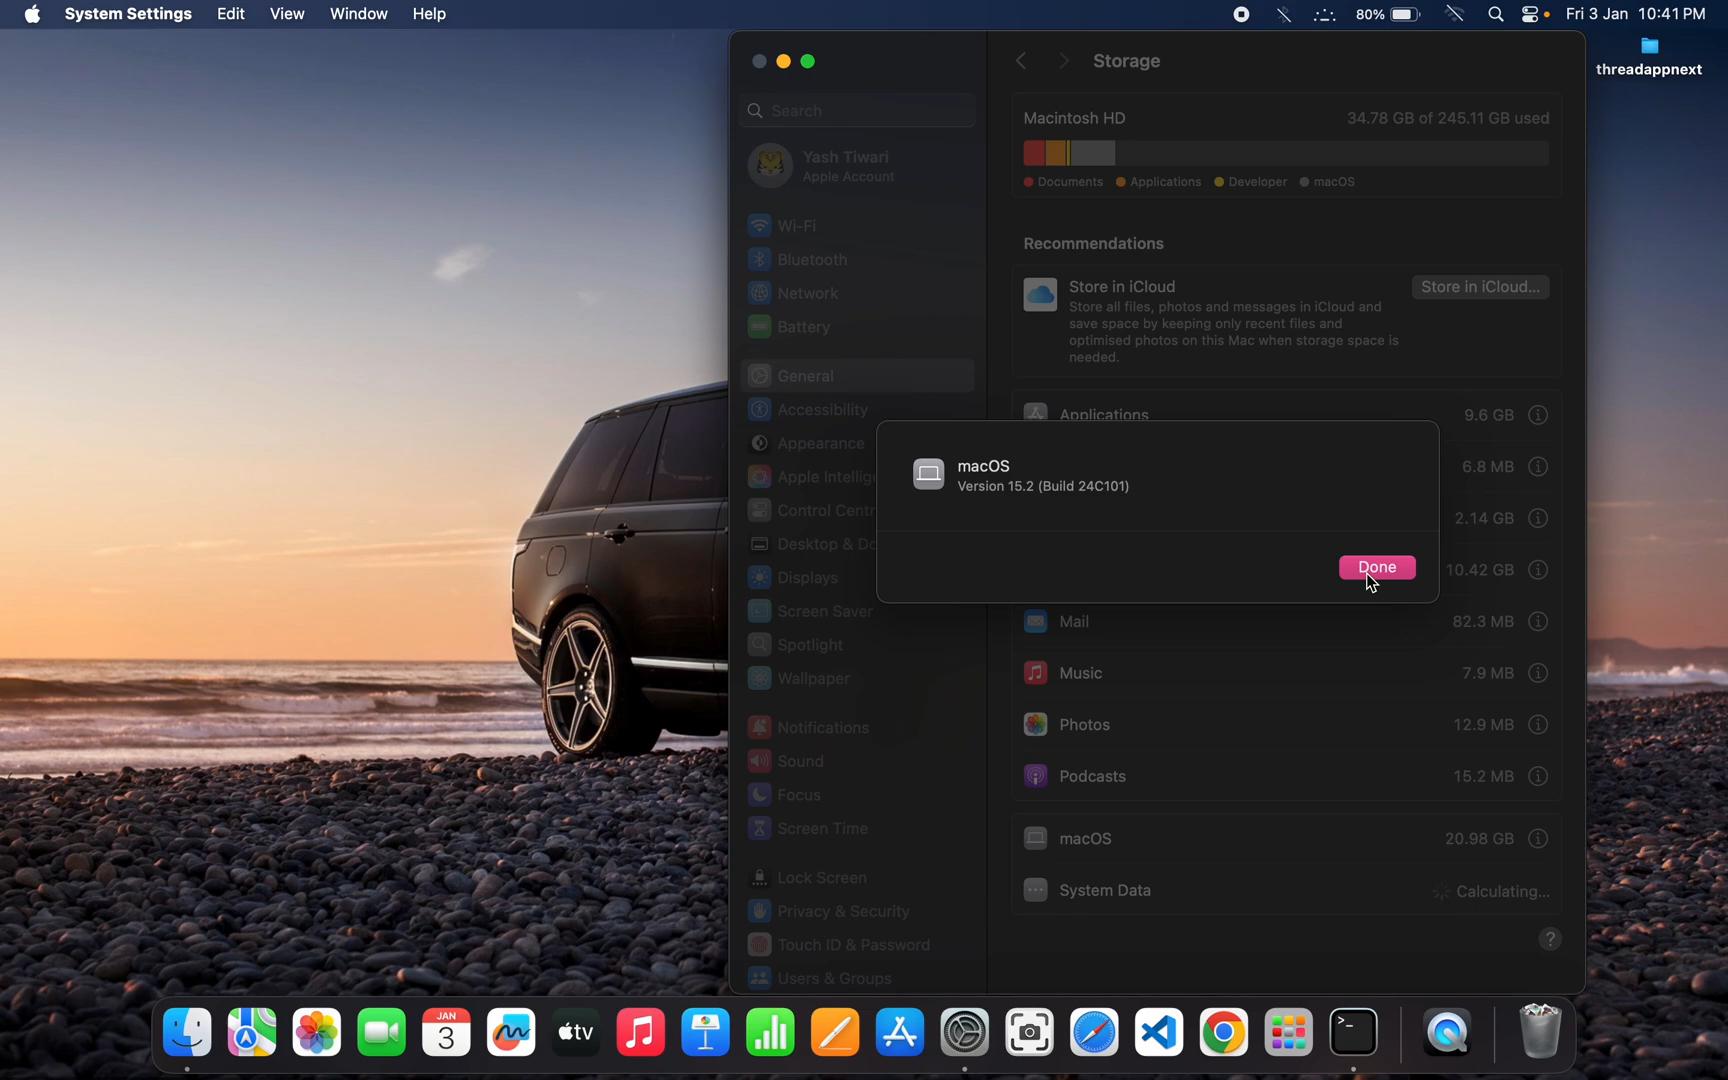 System Settings Edit View Window Help
80% Fri 3 Jan 10:41 PM
threadappnext
Search
Yash Tiwari
Apple Account
Wi-Fi
Bluetooth
Network
Battery
General
Accessibility
Appearance
Apple Intellig
Control Cent
Desktop & Do
Displays
Screen Saver
Spotlight
Wallpaper
Notifications
Sound
Focus
Screen Time
Lock Screen
Privacy & Security
Touch ID & Password
Users & Groups
Storage
Macintosh HD 34.78 GB of 245.11 GB used
Documents Applications Developer macOS
Recommendations
Store in iCloud Store in iCloud...
Store all files, photos and messages in iCloud and
save space by keeping only recent files and
optimised photos on this Mac when storage space is
needed.
Applications 9.6 GB
6.8 MB
2.14 GB
10.42 GB
macOS
Version 15.2 (Build 24C101)
Done
Mail 82.3 MB
Music 7.9 MB
Photos 12.9 MB
Podcasts 15.2 MB
macOS 20.98 GB
System Data Calculating...
?
JAN
3
tv
>_